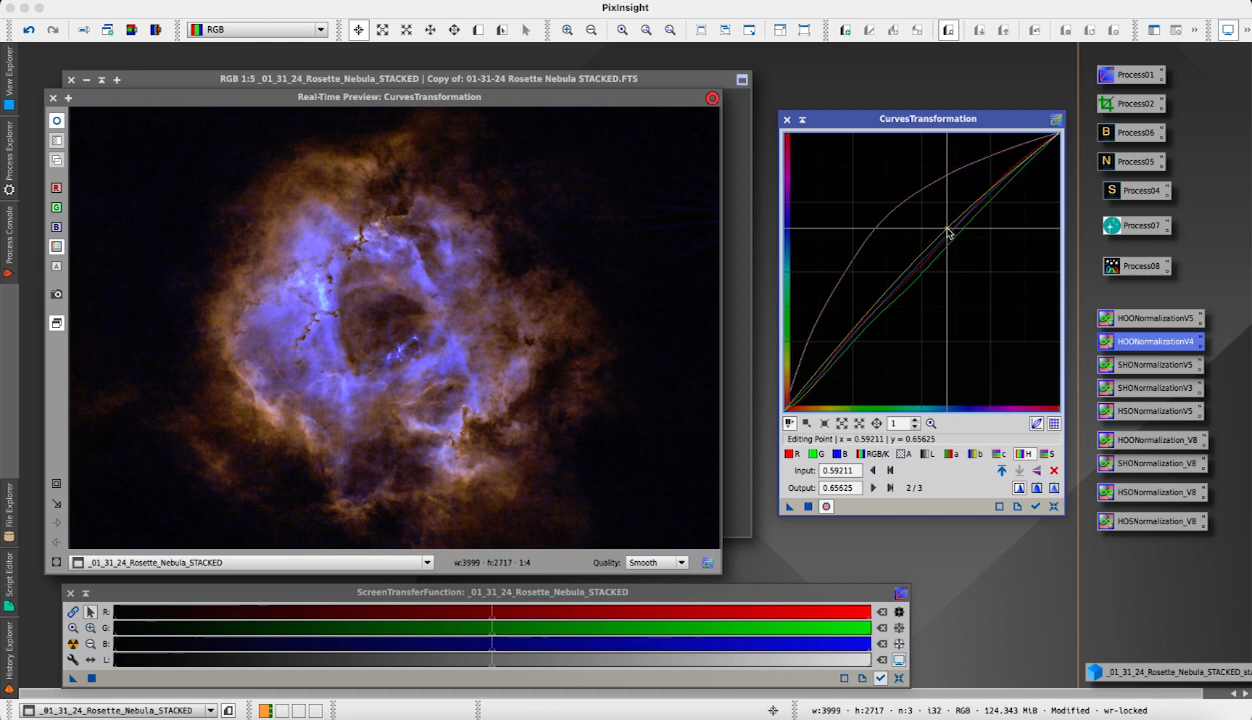 PixInsight
RGB
View Explorer
Process Explorer
Process Console
File Explorer
Script Editor
History Explorer
RGB 1:5 _01_31_24_Rosette_Nebula_STACKED | Copy of: 01-31-24 Rosette Nebula STACKED.FTS
Real-Time Preview: CurvesTransformation
R
G
B
A
_01_31_24_Rosette_Nebula_STACKED
w:3999 · h:2717 · 1:4
Quality:
Smooth
CurvesTransformation
1
Editing Point | x = 0.59211 | y = 0.65625
R
G
B
RGB/K
A
L
a
b
c
H
S
Input:
0.59211
Output:
0.65625
2 / 3
Process01
Process02
B Process06
N Process05
S Process04
Process07
Process08
HOONormalizationV5
HOONormalizationV4
SHONormalizationV5
SHONormalizationV3
HSONormalizationV5
HOONormalization_V8
SHONormalization_V8
HSONormalization_V8
HOSNormalization_V8
ScreenTransferFunction: _01_31_24_Rosette_Nebula_STACKED
R:
G:
B:
L:
_01_31_24_Rosette_Nebula_STACKED_sta
_01_31_24_Rosette_Nebula_STACKED
w:3999 · h:2717 · n:3 · i32 · RGB · 124.343 MiB · Modified · wr-locked